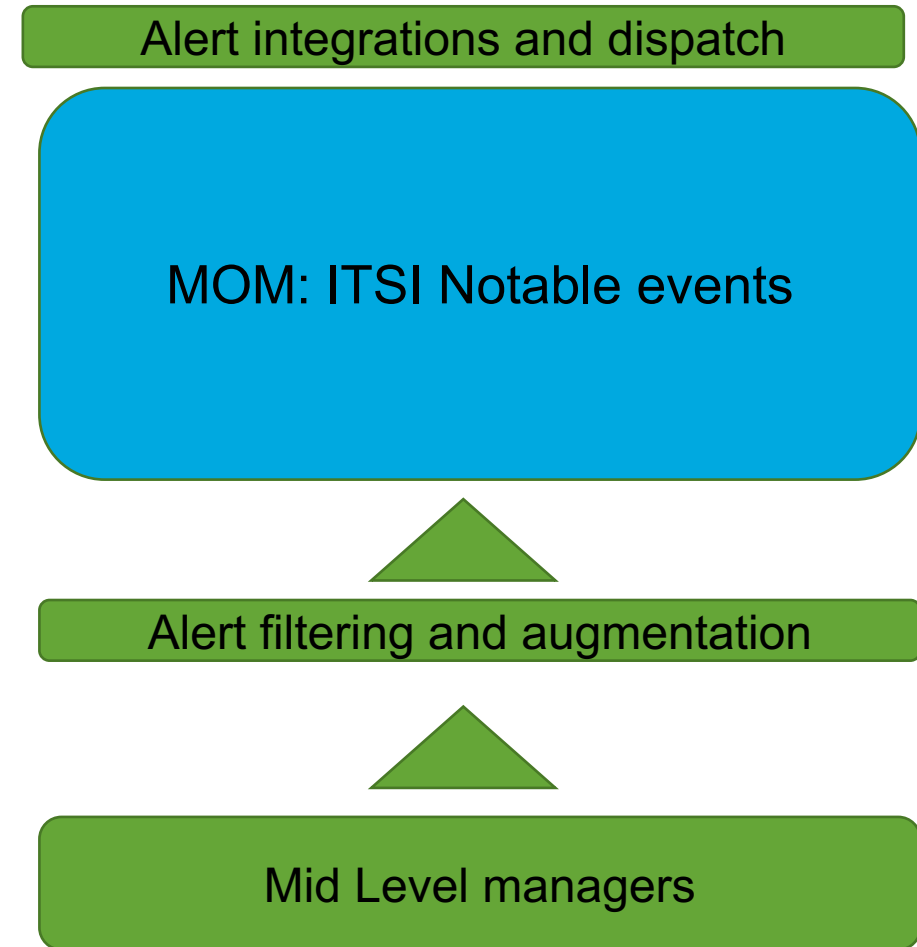 Alert integrations and dispatch
MOM: ITSI Notable events
Alert filtering and augmentation
Mid Level managers